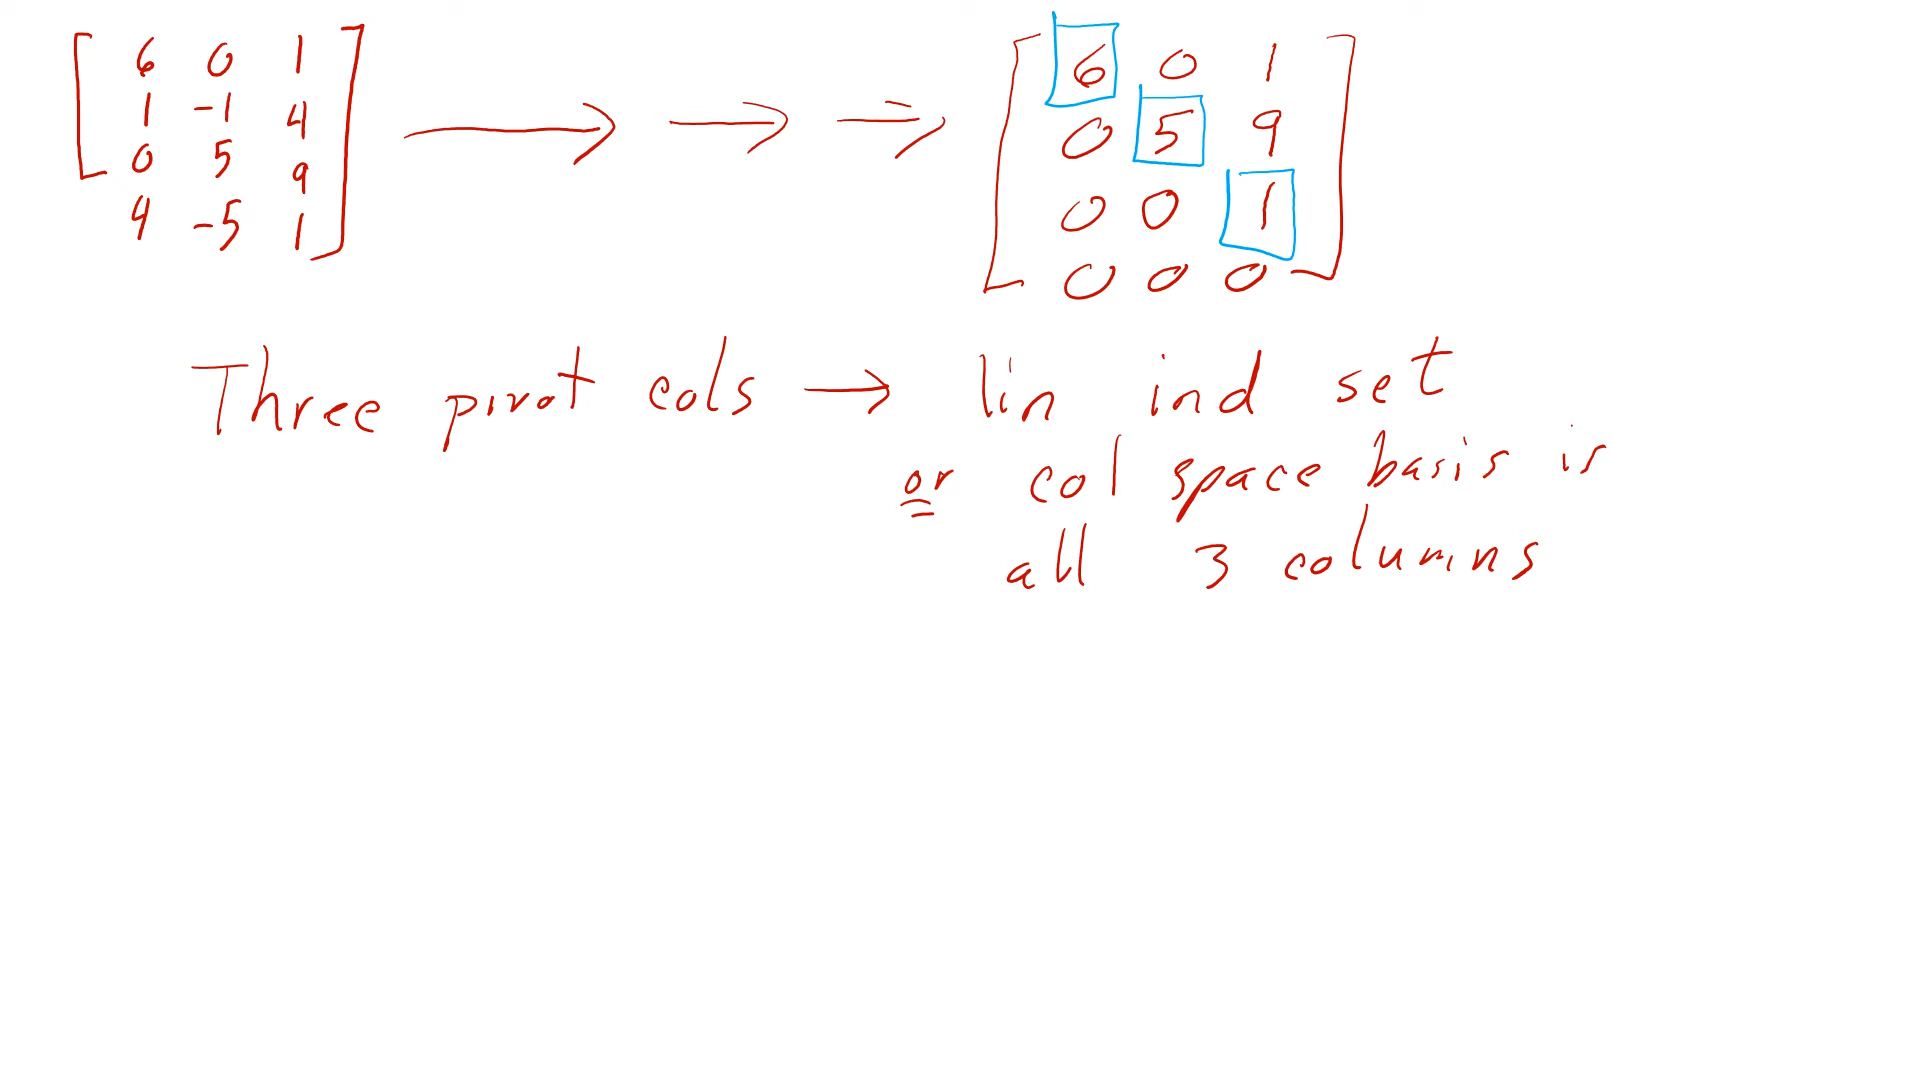 6 0 1
1 -1 4
0 5 9
4 -5 1
6 0 1
0 5 9
0 0 1
0 0 0
Three pivot cols → lin ind set
or col space basis is
all 3 columns